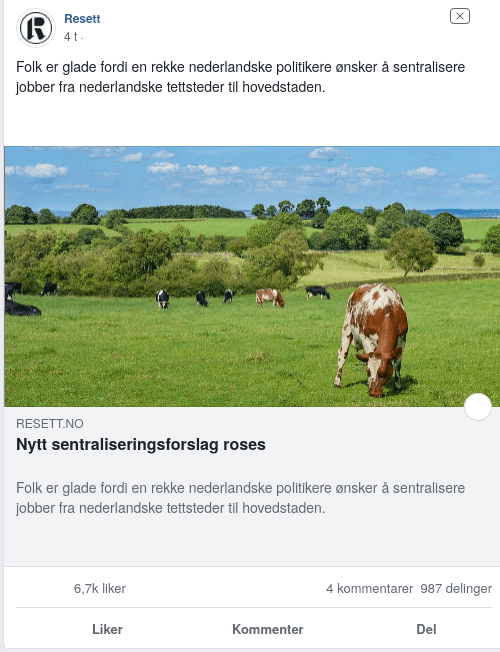 Resett
4 t ·
Folk er glade fordi en rekke nederlandske politikere ønsker å sentralisere
jobber fra nederlandske tettsteder til hovedstaden.
RESETT.NO
Nytt sentraliseringsforslag roses
Folk er glade fordi en rekke nederlandske politikere ønsker å sentralisere
jobber fra nederlandske tettsteder til hovedstaden.
6,7k liker 4 kommentarer 987 delinger
Liker Kommenter Del